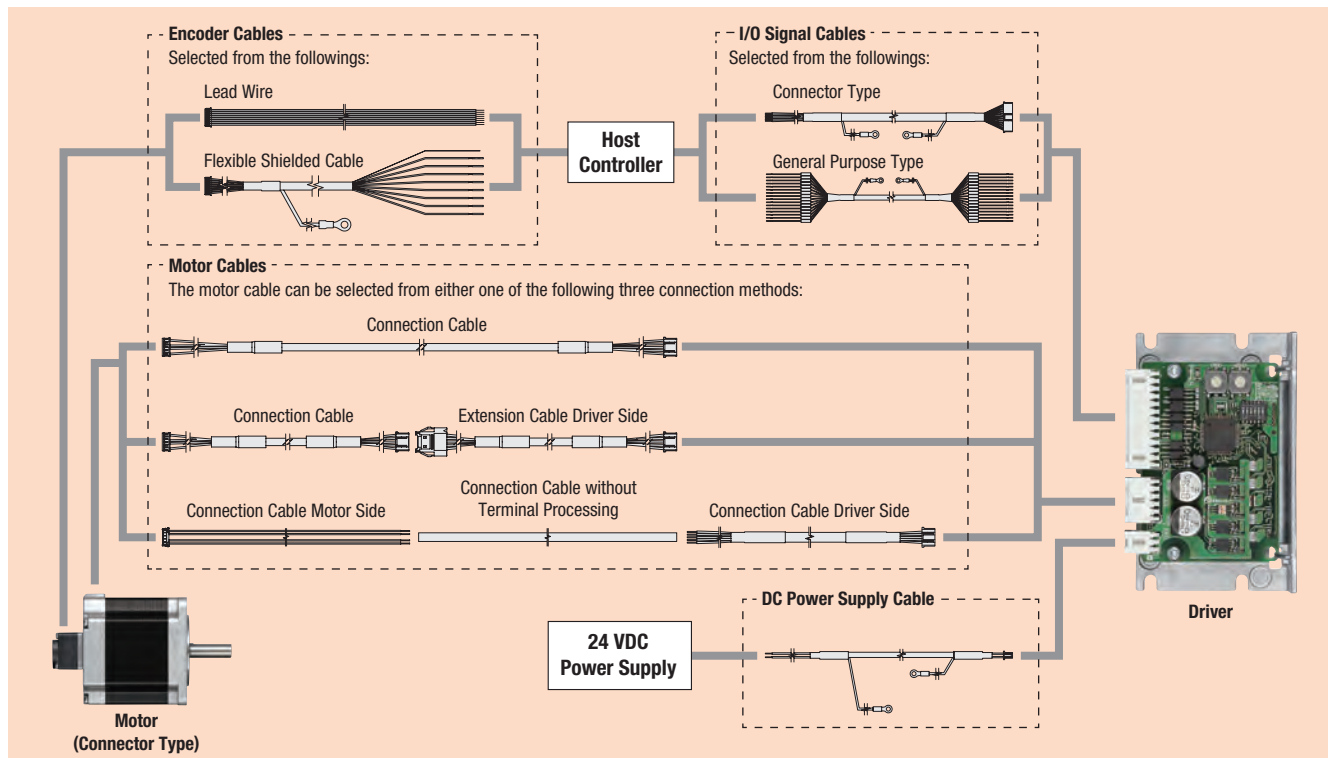 Encoder Cables
Selected from the followings:
Lead Wire
Flexible Shielded Cable
Host
Controller
I/O Signal Cables
Selected from the followings:
Connector Type
General Purpose Type
Motor Cables
The motor cable can be selected from either one of the following three connection methods:
Connection Cable
Connection Cable
Extension Cable Driver Side
Connection Cable Motor Side
Connection Cable without
Terminal Processing
Connection Cable Driver Side
Driver
DC Power Supply Cable
24 VDC
Power Supply
Motor
(Connector Type)